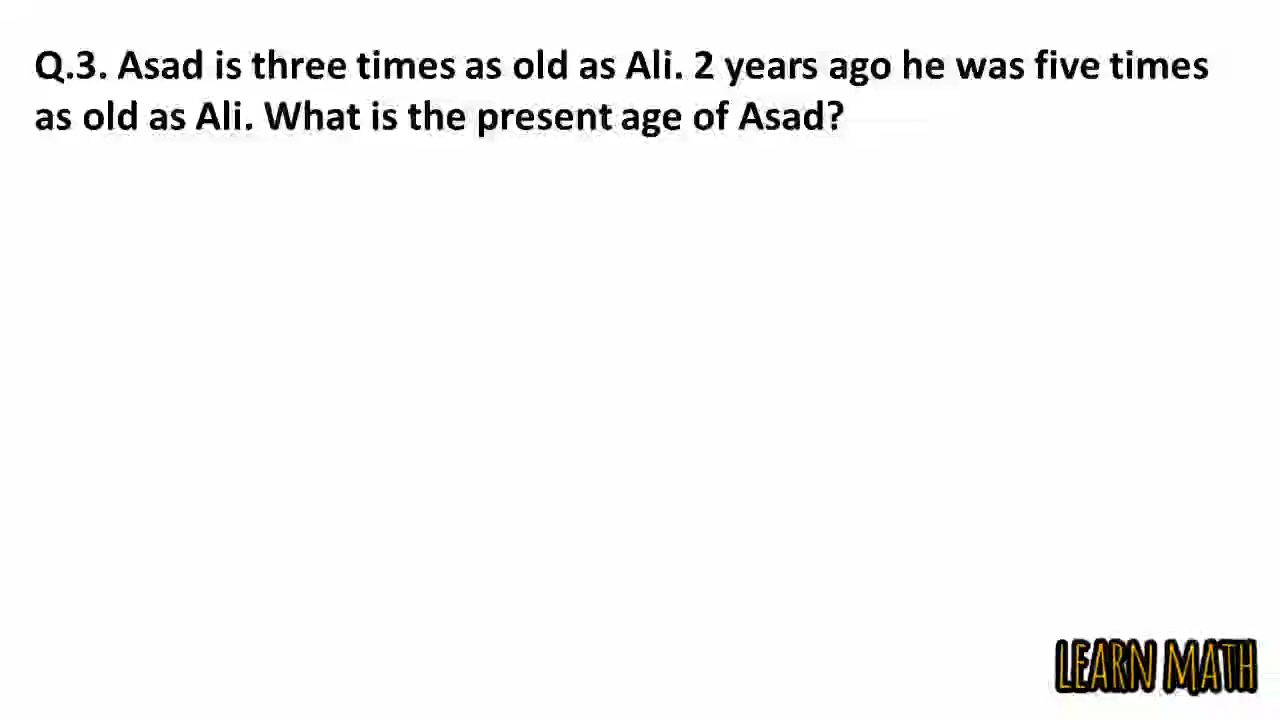 Q.3. Asad is three times as old as Ali. 2 years ago he was five times
as old as Ali. What is the present age of Asad?
LEARN MATH